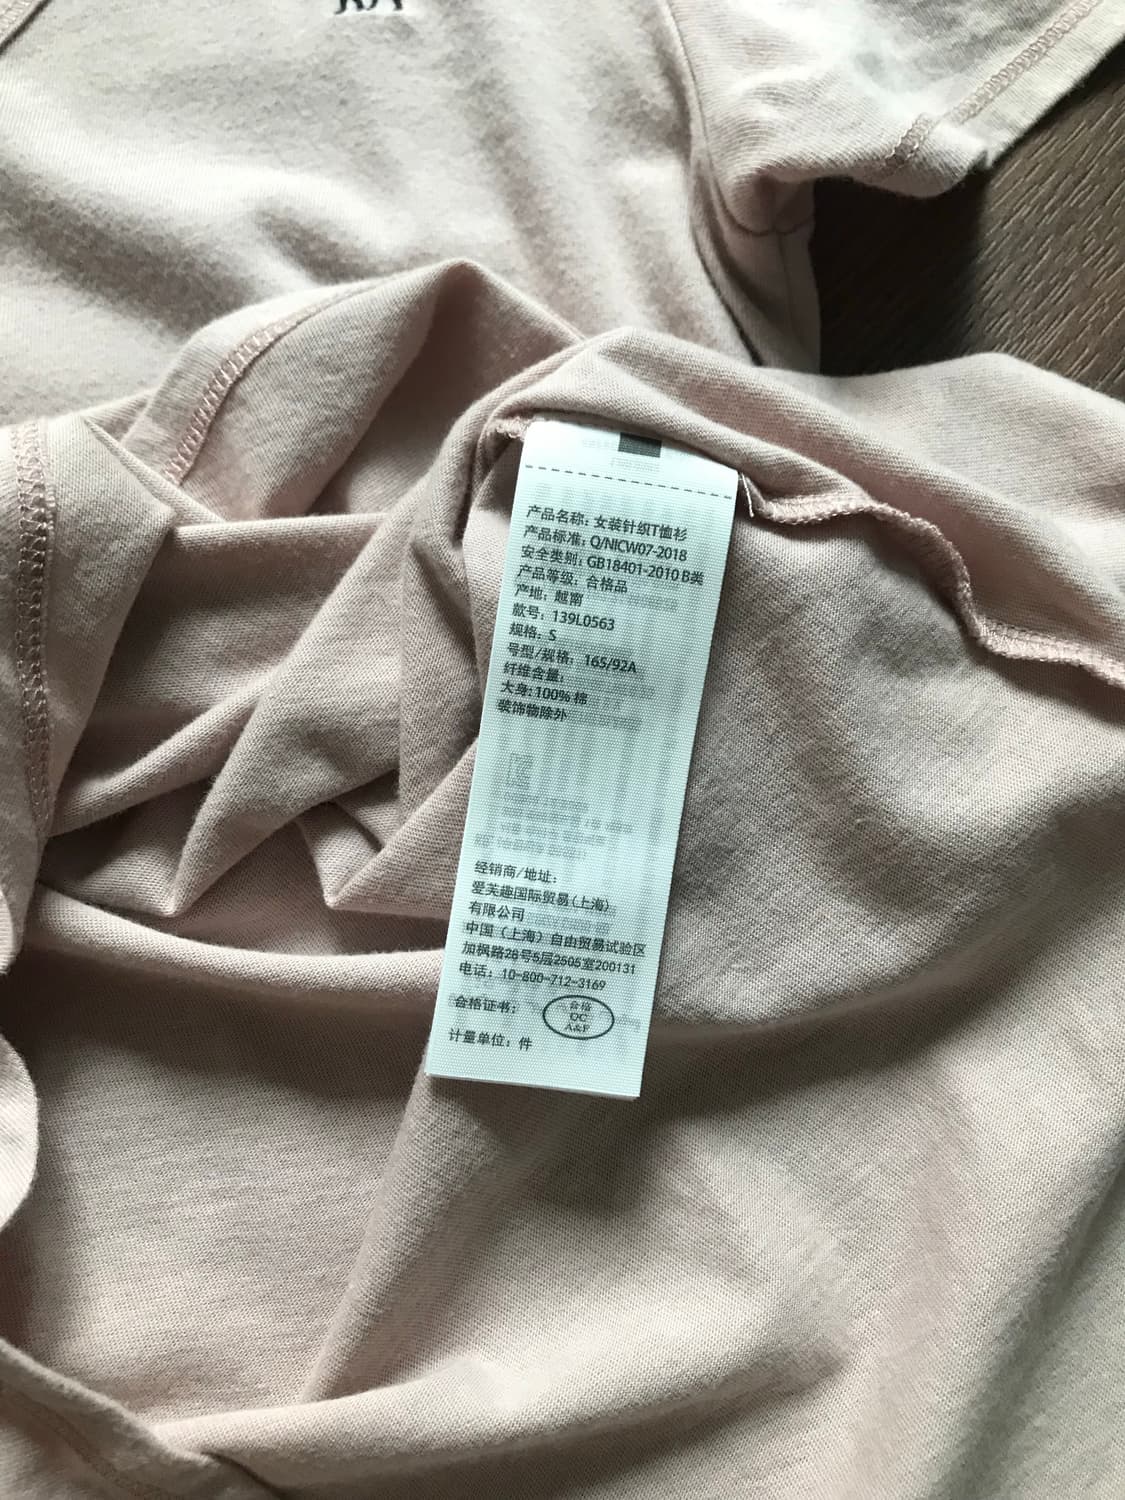 产品名称: 女装针织T恤衫
产品标准: Q/NICW07-2018
安全类别: GB18401-2010 B类
产品等级: 合格品
产地: 越南
款号: 139L0563
规格: S
号型/规格: 165/92A
纤维含量:
大身: 100% 棉
装饰物除外
经销商/地址:
爱芙趣国际贸易(上海)
有限公司
中国（上海）自由贸易试验区
加枫路26号5层2505室200131
电话: 10-800-712-3169
合格证书:
合格
QC
A&F
计量单位: 件